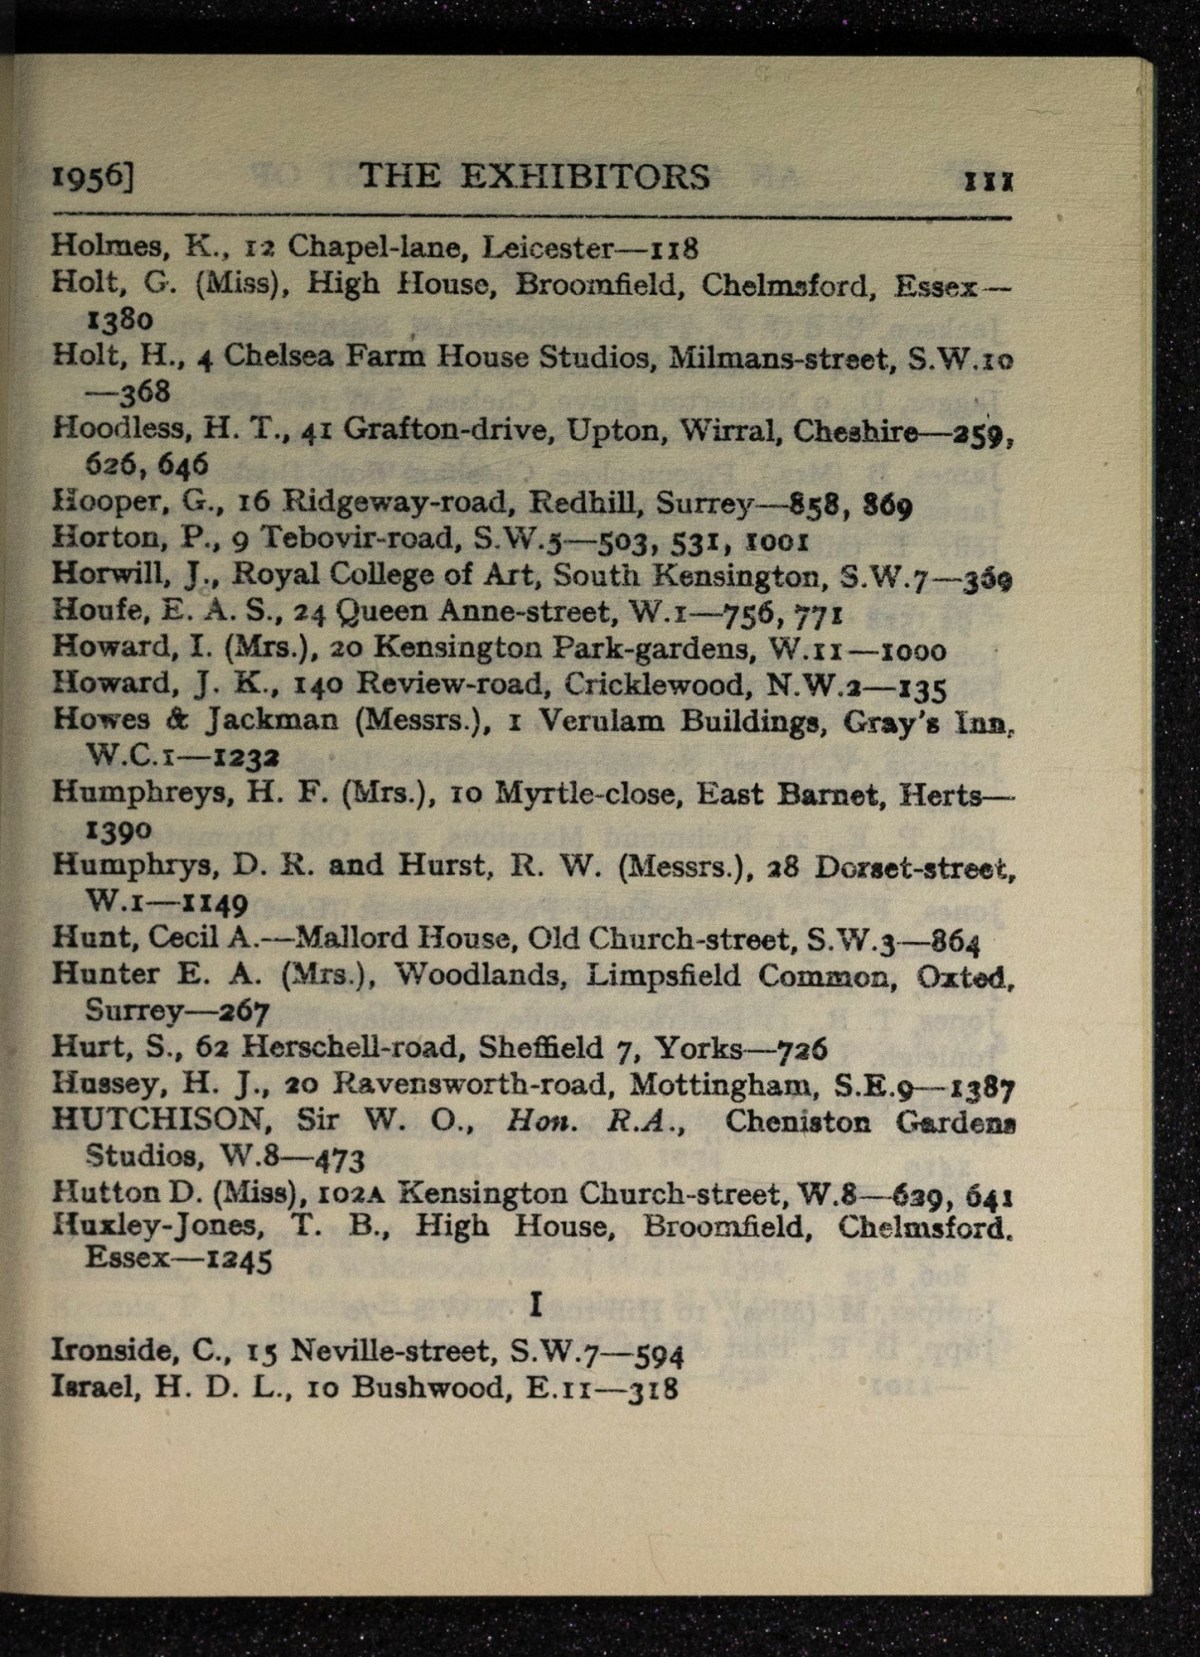 1956] THE EXHIBITORS 111
Holmes, K., 12 Chapel-lane, Leicester—118
Holt, G. (Miss), High House, Broomfield, Chelmsford, Essex—
1380
Holt, H., 4 Chelsea Farm House Studios, Milmans-street, S.W.10
—368
Hoodless, H. T., 41 Grafton-drive, Upton, Wirral, Cheshire—259,
626, 646
Hooper, G., 16 Ridgeway-road, Redhill, Surrey—858, 869
Horton, P., 9 Tebovir-road, S.W.5—503, 531, 1001
Horwill, J., Royal College of Art, South Kensington, S.W.7—369
Houfe, E. A. S., 24 Queen Anne-street, W.1—756, 771
Howard, I. (Mrs.), 20 Kensington Park-gardens, W.11—1000
Howard, J. K., 140 Review-road, Cricklewood, N.W.2—135
Howes & Jackman (Messrs.), 1 Verulam Buildings, Gray's Inn,
W.C.1—1232
Humphreys, H. F. (Mrs.), 10 Myrtle-close, East Barnet, Herts—
1390
Humphrys, D. R. and Hurst, R. W. (Messrs.), 28 Dorset-street,
W.1—1149
Hunt, Cecil A.—Mallord House, Old Church-street, S.W.3—864
Hunter E. A. (Mrs.), Woodlands, Limpsfield Common, Oxted,
Surrey—267
Hurt, S., 62 Herschell-road, Sheffield 7, Yorks—726
Hussey, H. J., 20 Ravensworth-road, Mottingham, S.E.9—1387
HUTCHISON, Sir W. O., Hon. R.A., Cheniston Gardens
Studios, W.8—473
Hutton D. (Miss), 102A Kensington Church-street, W.8—629, 641
Huxley-Jones, T. B., High House, Broomfield, Chelmsford.
Essex—1245
I
Ironside, C., 15 Neville-street, S.W.7—594
Israel, H. D. L., 10 Bushwood, E.11—318